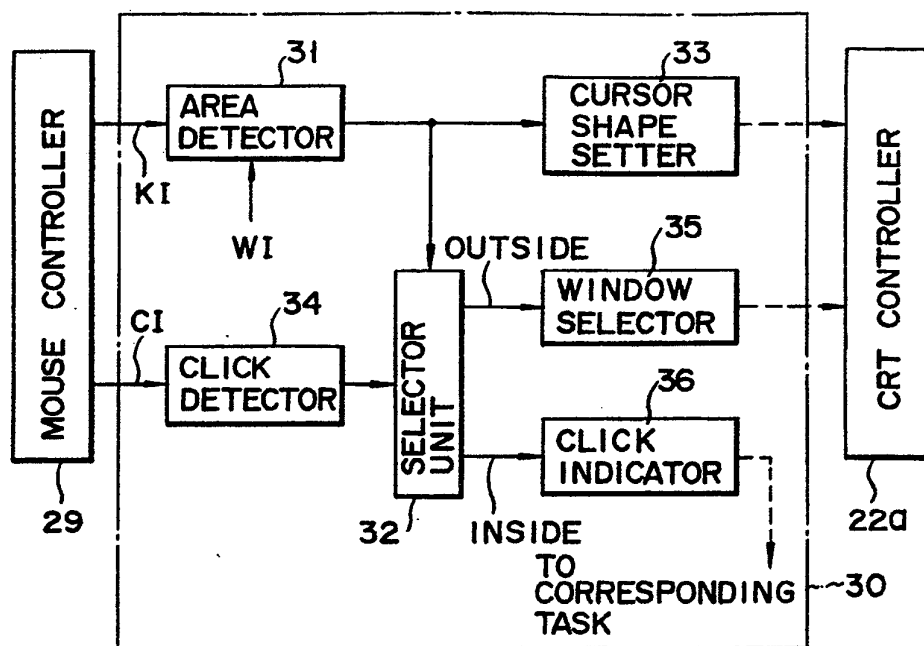 MOUSE CONTROLLER
29
KI
31
AREA
DETECTOR
WI
CI
34
CLICK
DETECTOR
SELECTOR
UNIT
32
33
CURSOR
SHAPE
SETTER
OUTSIDE
35
WINDOW
SELECTOR
36
CLICK
INDICATOR
INSIDE
TO
CORRESPONDING
TASK
30
CRT CONTROLLER
22a